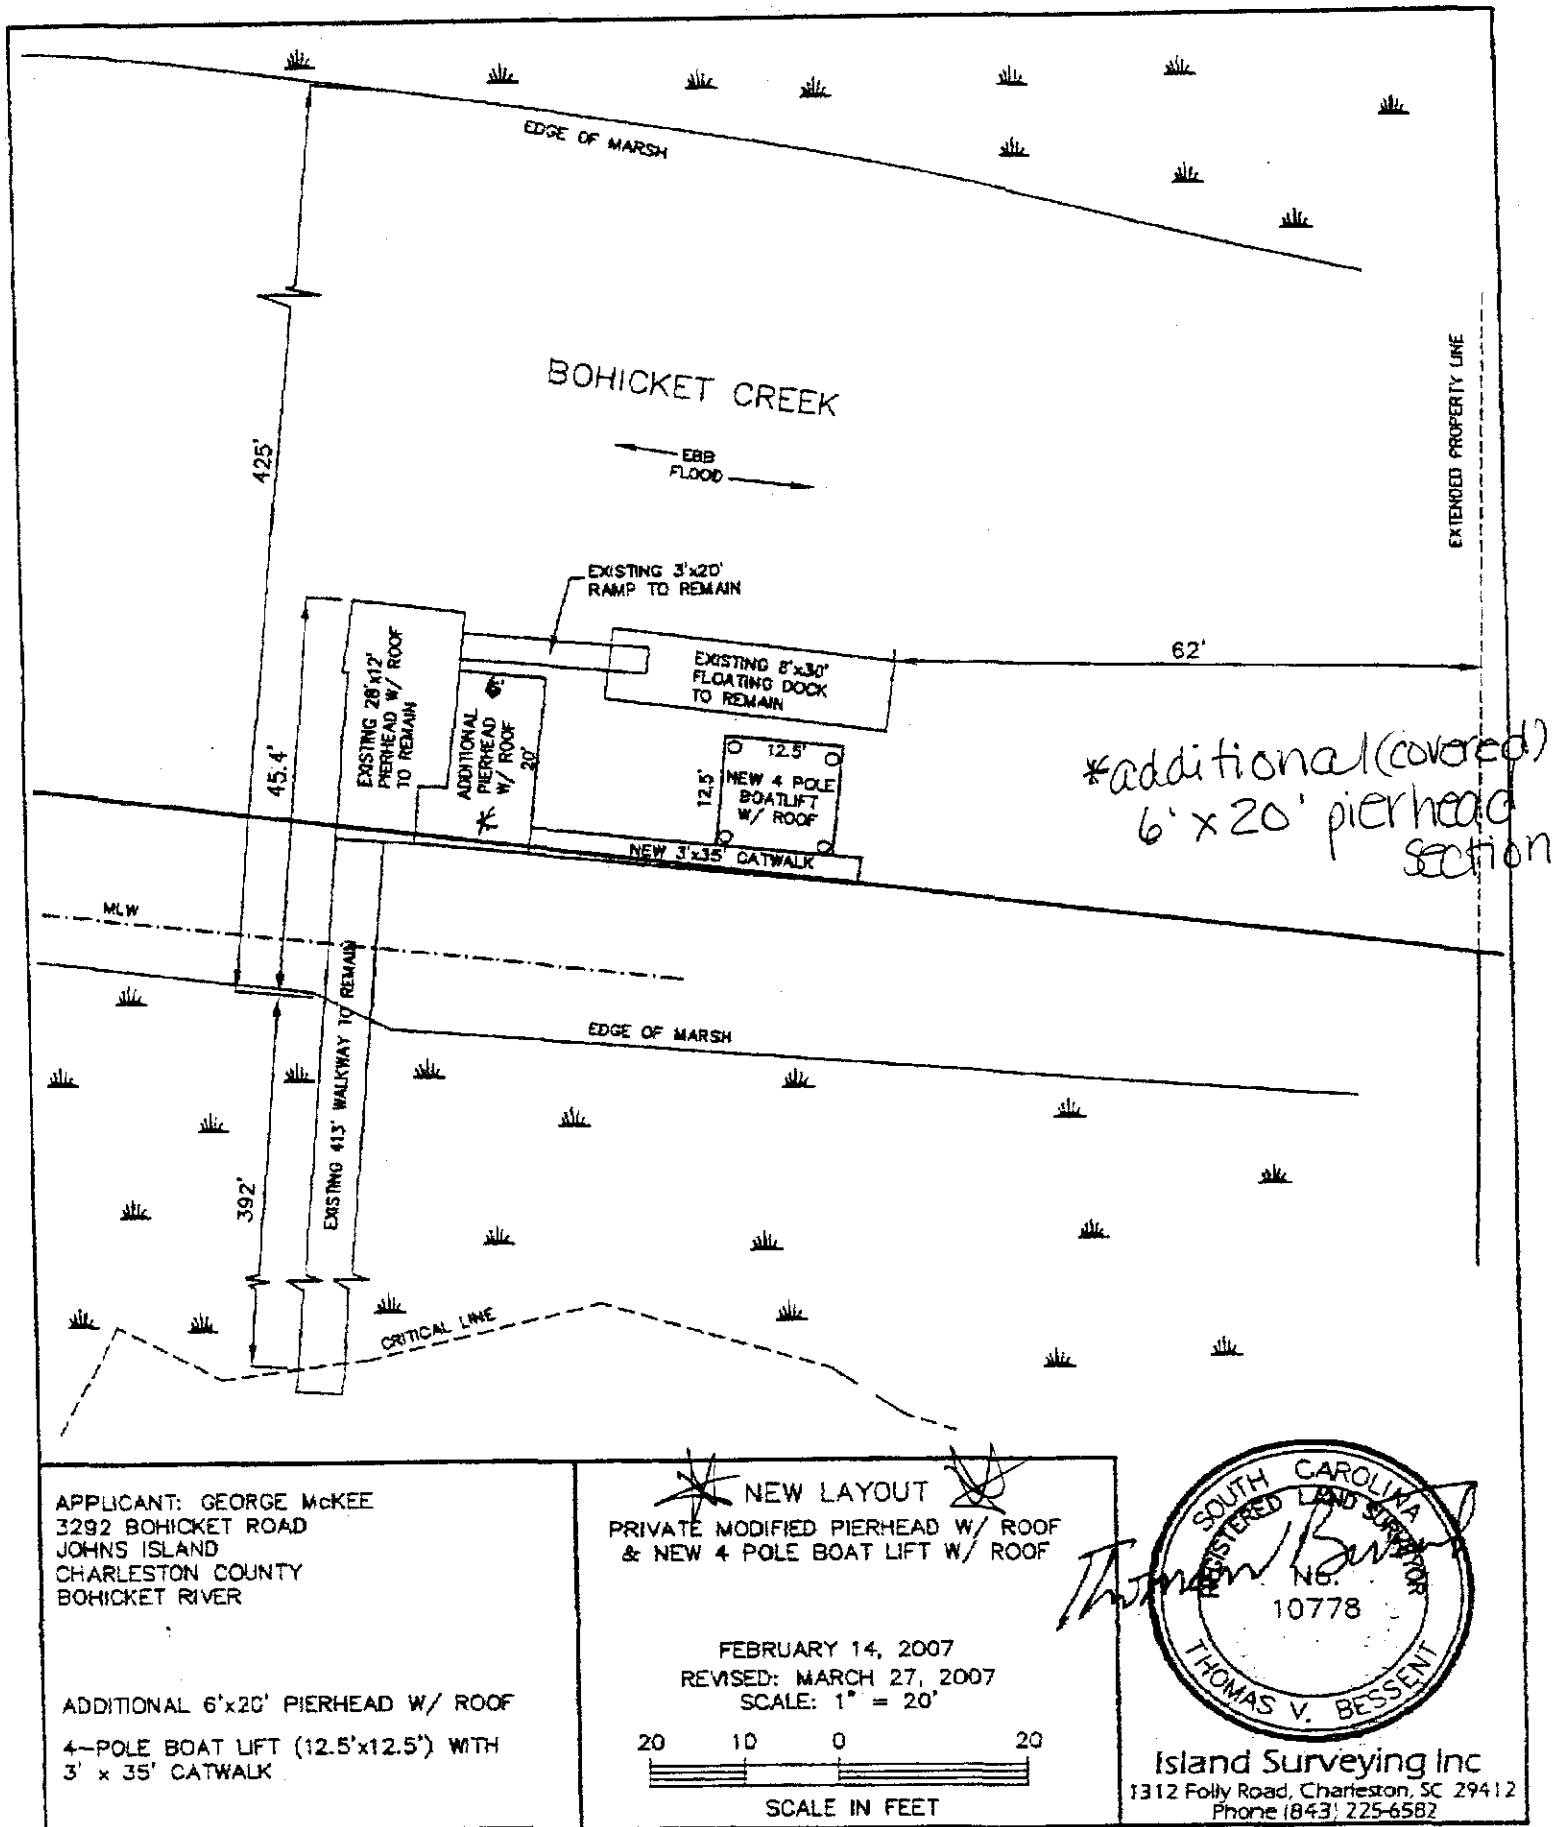 EDGE OF MARSH
BOHICKET CREEK
EBB
FLOOD
425'
EXTENDED PROPERTY LINE
EXISTING 3'x20'
RAMP TO REMAIN
62'
EXISTING 28'x12'
PIERHEAD W/ ROOF
TO REMAIN
ADDITIONAL
PIERHEAD
W/ ROOF
20'
EXISTING 8'x30'
FLOATING DOCK
TO REMAIN
45.4'
12.5'
12.5'
NEW 4 POLE
BOATLIFT
W/ ROOF
*additional (covered)
6' x 20' pierhead
section
NEW 3'x35' CATWALK
MLW
EXISTING 413' WALKWAY TO REMAIN
EDGE OF MARSH
392'
CRITICAL LINE
APPLICANT: GEORGE McKEE
3292 BOHICKET ROAD
JOHNS ISLAND
CHARLESTON COUNTY
BOHICKET RIVER
ADDITIONAL 6'x20' PIERHEAD W/ ROOF
4-POLE BOAT LIFT (12.5'x12.5') WITH
3' x 35' CATWALK
NEW LAYOUT
PRIVATE MODIFIED PIERHEAD W/ ROOF
& NEW 4 POLE BOAT LIFT W/ ROOF
FEBRUARY 14, 2007
REVISED: MARCH 27, 2007
SCALE: 1" = 20'
20 10 0 20
SCALE IN FEET
SOUTH CAROLINA
REGISTERED LAND SURVEYOR
No.
10778
THOMAS V. BESSENT
Island Surveying Inc
1312 Folly Road, Charleston, SC 29412
Phone (843) 225-6582